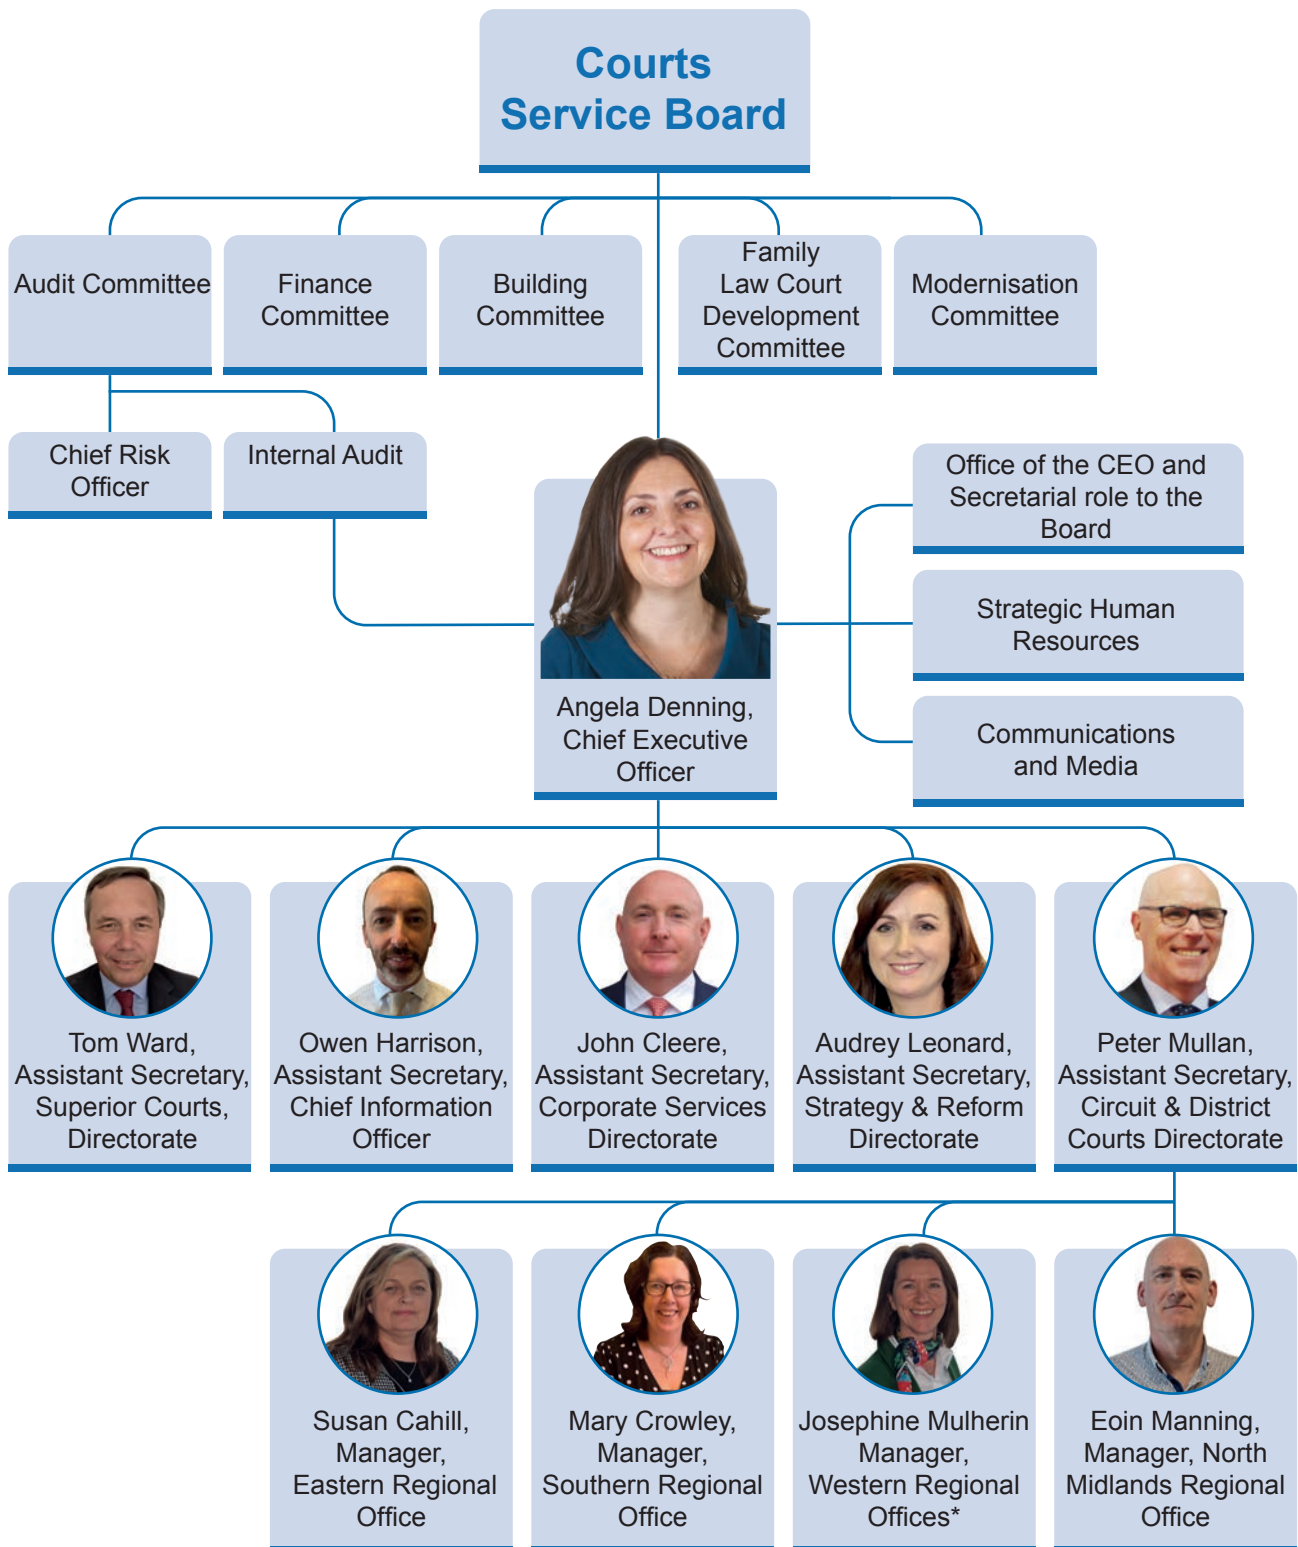 Courts
Service Board
Audit Committee
Finance
Committee
Building
Committee
Family
Law Court
Development
Committee
Modernisation
Committee
Chief Risk
Officer
Internal Audit
Office of the CEO and
Secretarial role to the
Board
Strategic Human
Resources
Communications
and Media
Angela Denning,
Chief Executive
Officer
Tom Ward,
Assistant Secretary,
Superior Courts,
Directorate
Owen Harrison,
Assistant Secretary,
Chief Information
Officer
John Cleere,
Assistant Secretary,
Corporate Services
Directorate
Audrey Leonard,
Assistant Secretary,
Strategy & Reform
Directorate
Peter Mullan,
Assistant Secretary,
Circuit & District
Courts Directorate
Susan Cahill,
Manager,
Eastern Regional
Office
Mary Crowley,
Manager,
Southern Regional
Office
Josephine Mulherin
Manager,
Western Regional
Offices*
Eoin Manning,
Manager, North
Midlands Regional
Office